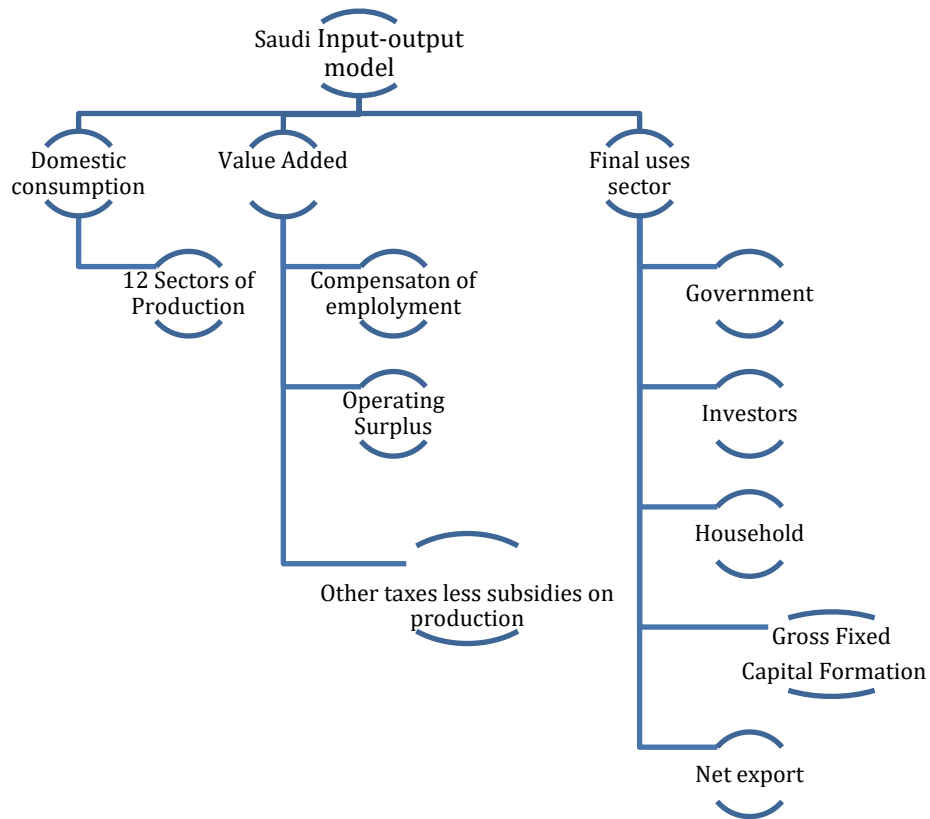 Saudi Input-output
model
Domestic
consumption
Value Added
Final uses
sector
12 Sectors of
Production
Compensaton of
emplolyment
Government
Operating
Surplus
Investors
Household
Other taxes less subsidies on
production
Gross Fixed
Capital Formation
Net export